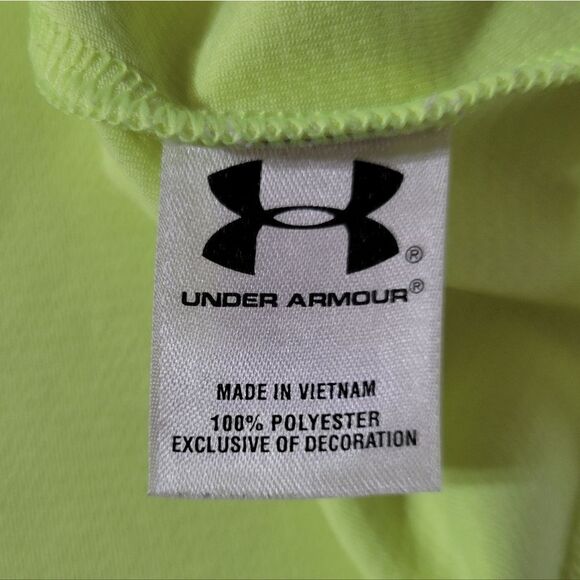 ®
UNDER ARMOUR®
MADE IN VIETNAM
100% POLYESTER
EXCLUSIVE OF DECORATION